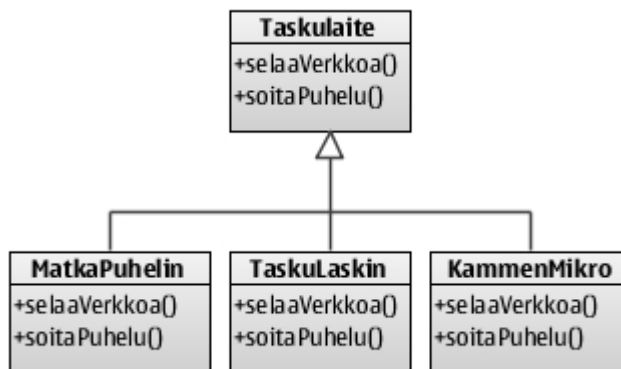 Taskulaite
+selaaVerkkoa()
+soitaPuhelu()
MatkaPuhelin
+selaaVerkkoa()
+soitaPuhelu()
TaskuLaskin
+selaaVerkkoa()
+soitaPuhelu()
KammenMikro
+selaaVerkkoa()
+soitaPuhelu()